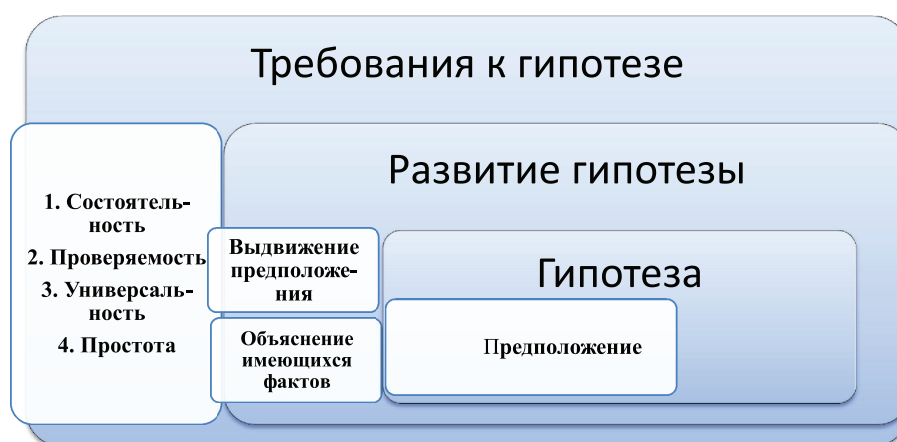 Требования к гипотезе
Развитие гипотезы
1. Состоятель-
ность
2. Проверяемость
3. Универсаль-
ность
4. Простота
Выдвижение
предположе-
ния
Объяснение
имеющихся
фактов
Гипотеза
Предположение